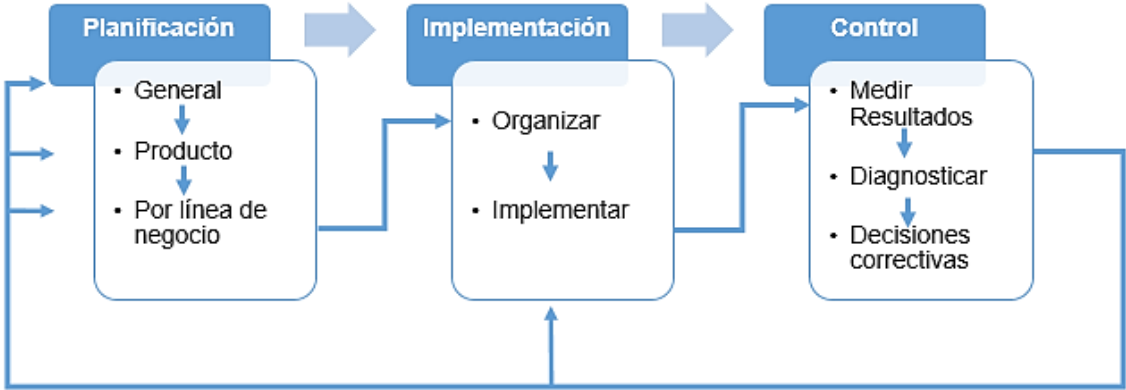 Planificación
• General
• Producto
• Por línea de
negocio
Implementación
• Organizar
• Implementar
Control
• Medir
Resultados
• Diagnosticar
• Decisiones
correctivas